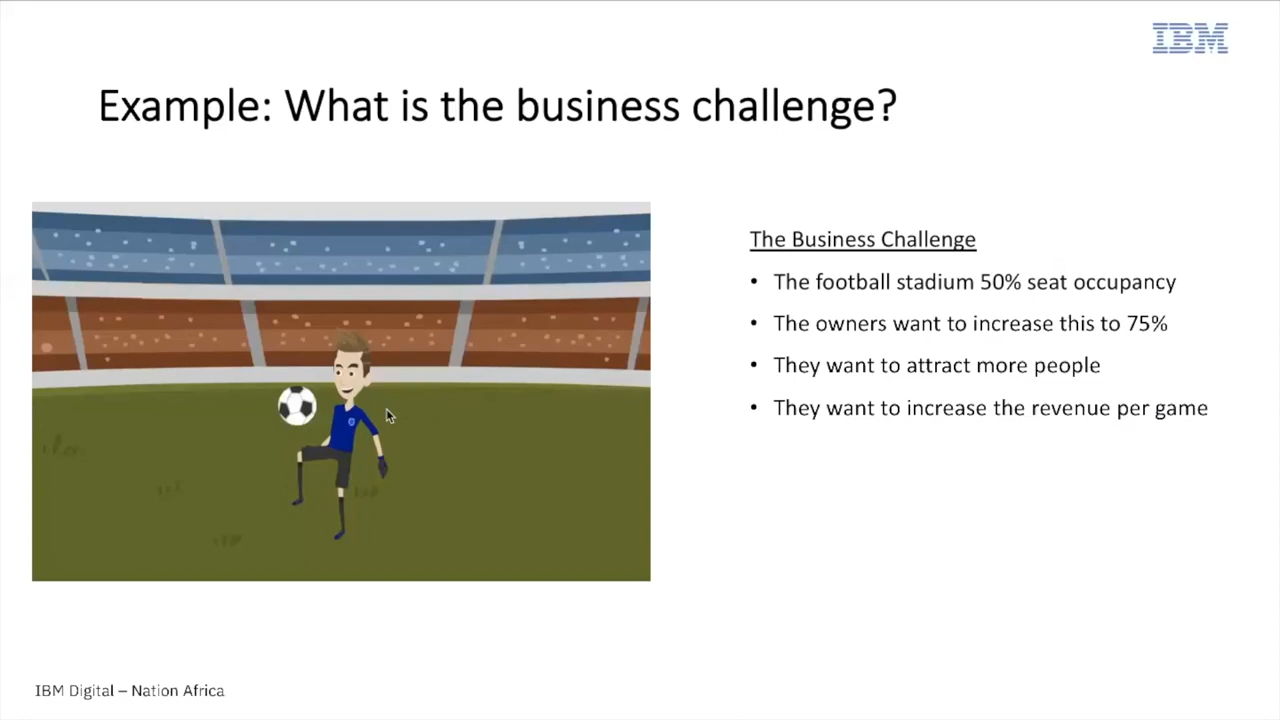 IBM
Example: What is the business challenge?
The Business Challenge
• The football stadium 50% seat occupancy
• The owners want to increase this to 75%
• They want to attract more people
• They want to increase the revenue per game
IBM Digital – Nation Africa